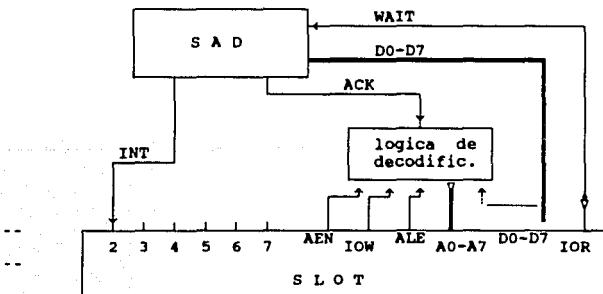 WAIT
S A D
D0-D7
ACK
logica de
decodific.
INT
AEN IOW ALE A0-A7 D0-D7 IOR
2 3 4 5 6 7
S L O T